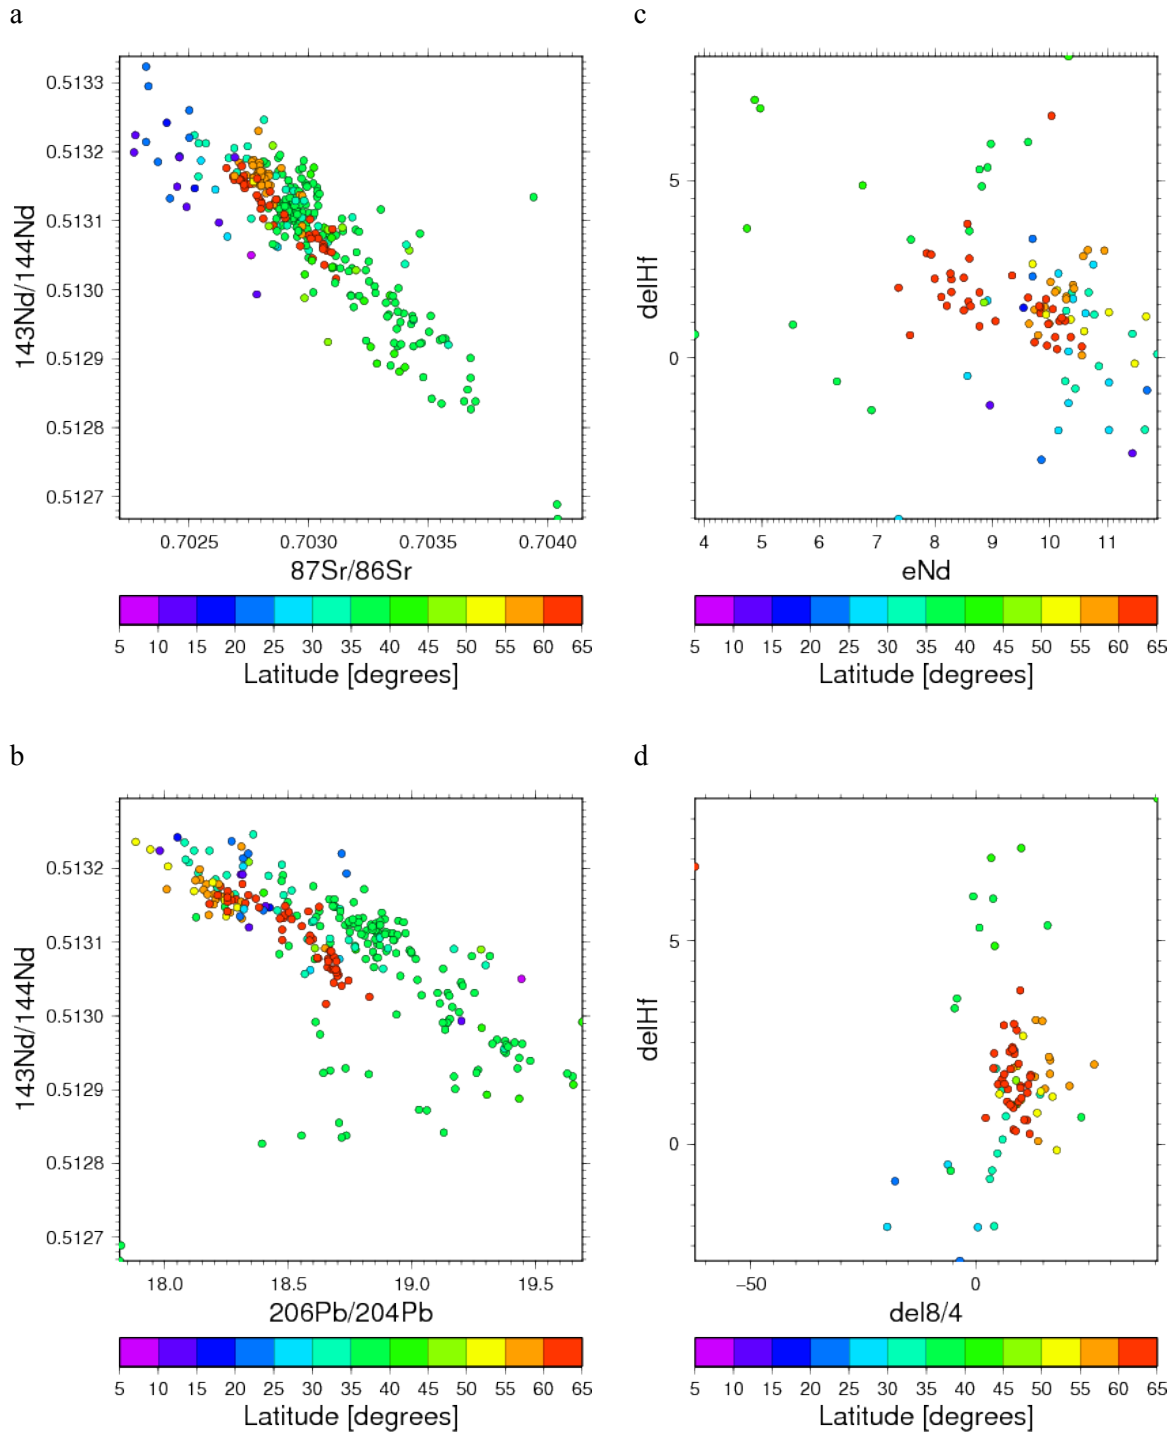 a
143Nd/144Nd
0.5133
0.5132
0.5131
0.5130
0.5129
0.5128
0.5127
0.7025 0.7030 0.7035 0.7040
87Sr/86Sr
5 10 15 20 25 30 35 40 45 50 55 60 65
Latitude [degrees]
c
delHf
5
0
4 5 6 7 8 9 10 11
eNd
5 10 15 20 25 30 35 40 45 50 55 60 65
Latitude [degrees]
b
143Nd/144Nd
0.5132
0.5131
0.5130
0.5129
0.5128
0.5127
18.0 18.5 19.0 19.5
206Pb/204Pb
5 10 15 20 25 30 35 40 45 50 55 60 65
Latitude [degrees]
d
delHf
5
0
−50 0
del8/4
5 10 15 20 25 30 35 40 45 50 55 60 65
Latitude [degrees]